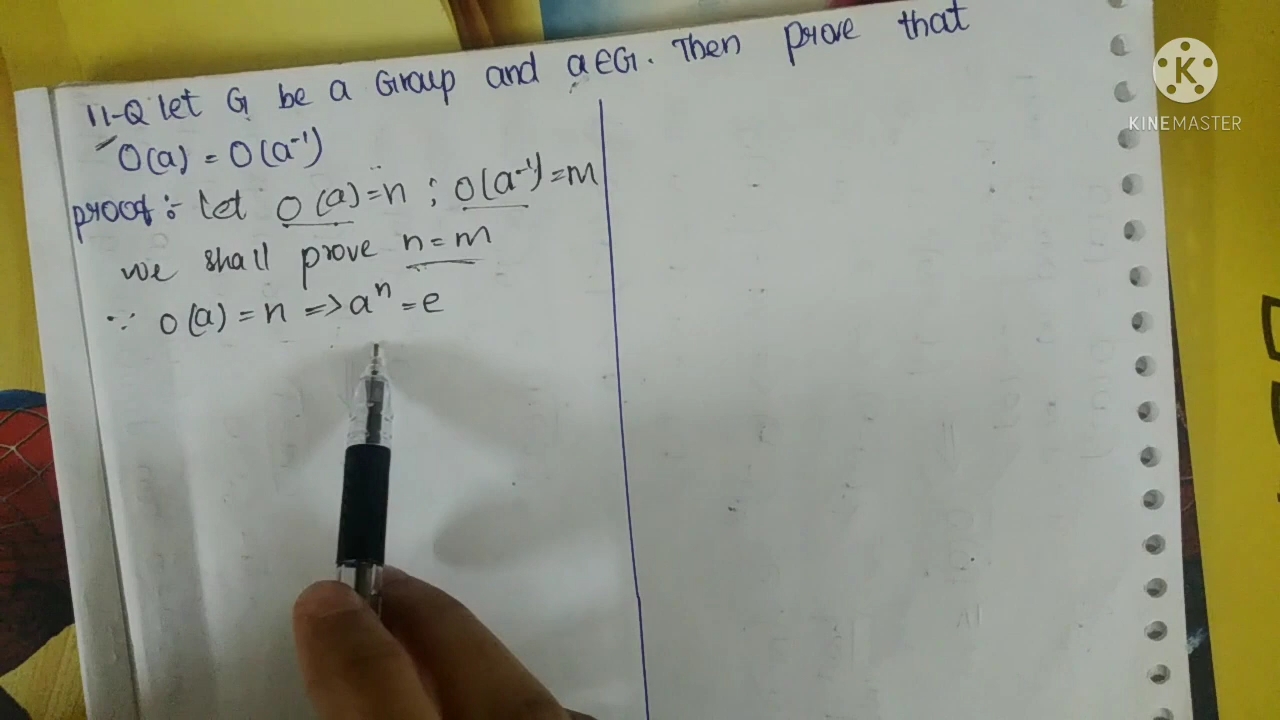 11-Q let G be a Group and a∈G. Then prove that
O(a) = O(a⁻¹)
proof:- let O(a)=n ; O(a⁻¹)=m
we shall prove n=m
∵ O(a) = n => aⁿ = e
K
KINEMASTER